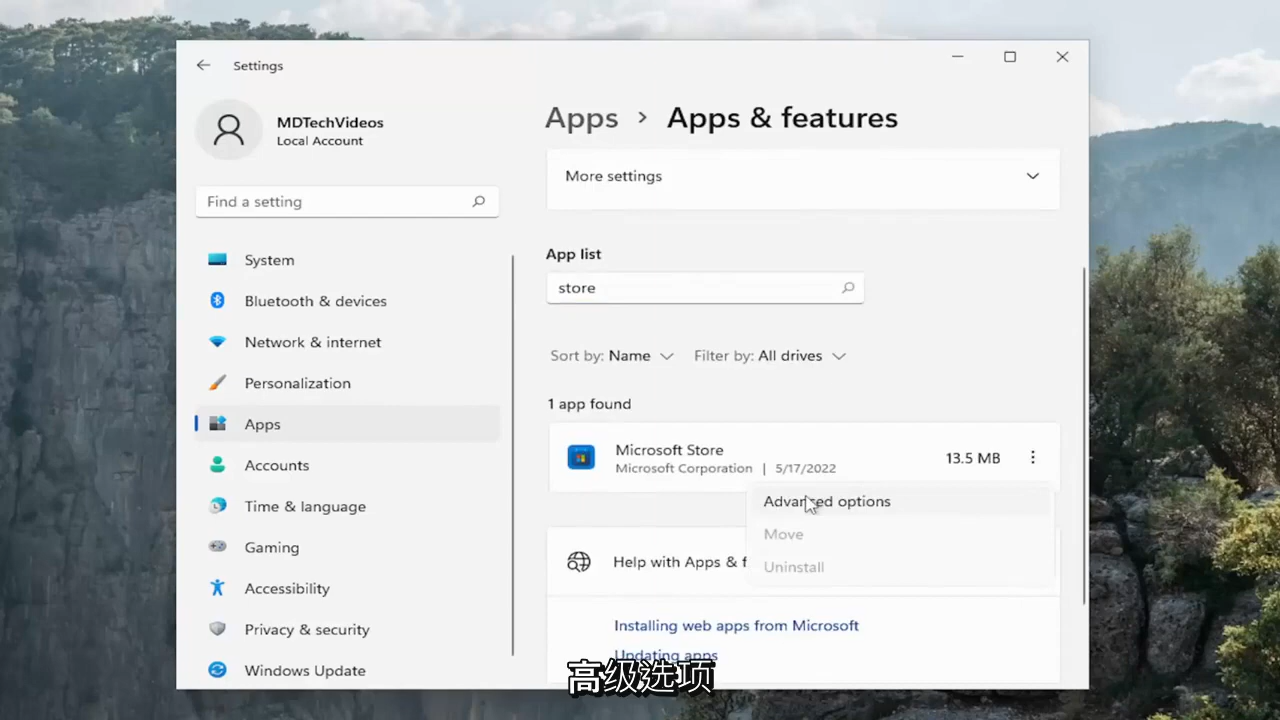 Settings
MDTechVideos
Local Account
Find a setting
System
Bluetooth & devices
Network & internet
Personalization
Apps
Accounts
Time & language
Gaming
Accessibility
Privacy & security
Windows Update
Apps > Apps & features
More settings
App list
store
Sort by: Name
Filter by: All drives
1 app found
Microsoft Store
Microsoft Corporation | 5/17/2022
13.5 MB
Advanced options
Move
Uninstall
Help with Apps & f
Installing web apps from Microsoft
Updating apps
高级选项